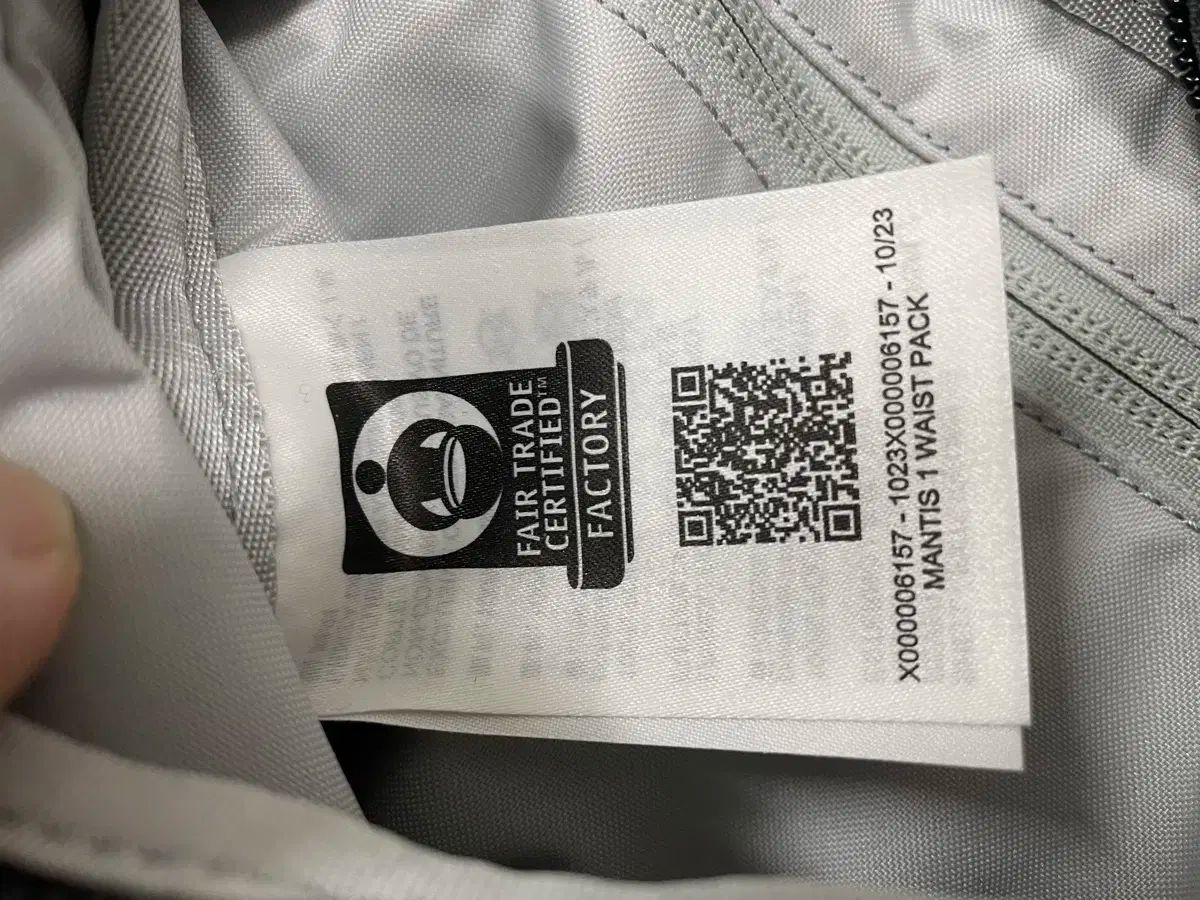 FAIR TRADE
CERTIFIED™
FACTORY
X000006157 - 1023X000006157 - 10/23
MANTIS 1 WAIST PACK